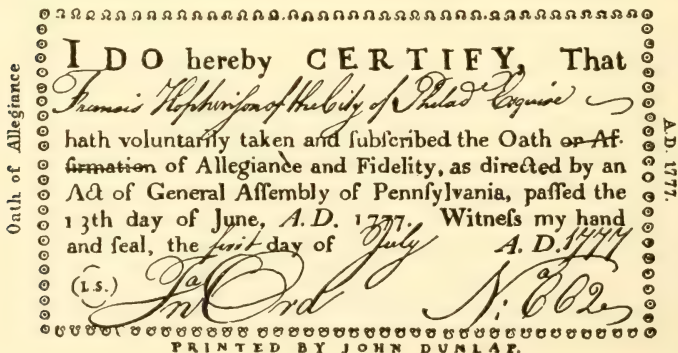 I DO hereby CERTIFY, That
Francis Hopkinson of the City of Philadᵉ Esquire
hath voluntarily taken and ſubſcribed the Oath or Af-
firmation of Allegiance and Fidelity, as directed by an
Act of General Aſſembly of Pennſylvania, paſſed the
13th day of June, A.D. 1777. Witneſs my hand
and ſeal, the first day of July A. D. 1777
(L.S.) Jnᵃ Ord
PRINTED BY JOHN DUNLAP.
Oath of Allegiance
A.D. 1777.